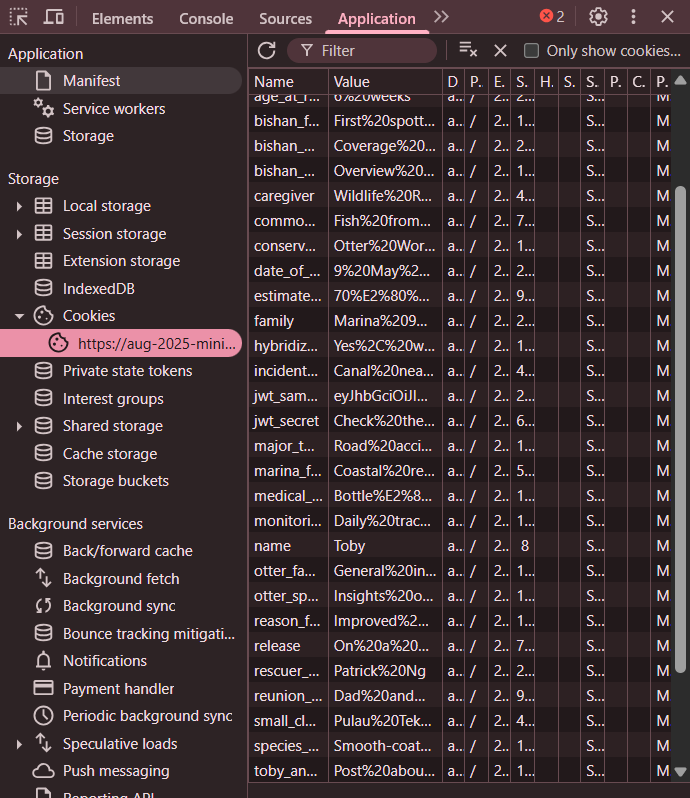 Elements Console Sources Application 2
Application
Manifest
Service workers
Storage
Storage
Local storage
Session storage
Extension storage
IndexedDB
Cookies
https://aug-2025-mini...
Private state tokens
Interest groups
Shared storage
Cache storage
Storage buckets
Background services
Back/forward cache
Background fetch
Background sync
Bounce tracking mitigati...
Notifications
Payment handler
Periodic background sync
Speculative loads
Push messaging
Reporting API
Filter Only show cookies...
Name Value D P. E.. S. H. S.. S.. P.. C.. P.
age_at_r... 6%20weeks a.. / 2.. 2... S... M
bishan_f... First%20spott... a.. / 2.. 1... S... M
bishan_... Coverage%20... a.. / 2.. 2... S... M
bishan_... Overview%20... a.. / 2.. 1... S... M
caregiver Wildlife%20R... a.. / 2.. 4... S... M
commo... Fish%20from... a.. / 2.. 7... S... M
conserv... Otter%20Wor... a.. / 2.. 1... S... M
date_of_... 9%20May%2... a.. / 2.. 2... S... M
estimate... 70%E2%80%... a.. / 2.. 9... S... M
family Marina%209... a.. / 2.. 2... S... M
hybridiz... Yes%2C%20w... a.. / 2.. 1... S... M
incident... Canal%20nea... a.. / 2.. 4... S... M
jwt_sam... eyJhbGciOiJI... a.. / 2.. 2... S... M
jwt_secret Check%20the... a.. / 2.. 6... S... M
major_t... Road%20acci... a.. / 2.. 1... S... M
marina_f... Coastal%20re... a.. / 2.. 5... S... M
medical_... Bottle%E2%8... a.. / 2.. 1... S... M
monitori... Daily%20trac... a.. / 2.. 1... S... M
name Toby a.. / 2.. 8 S... M
otter_fa... General%20in... a.. / 2.. 1... S... M
otter_sp... Insights%20o... a.. / 2.. 1... S... M
reason_f... Improved%2... a.. / 2.. 1... S... M
release On%20a%20... a.. / 2.. 7... S... M
rescuer_... Patrick%20Ng a.. / 2.. 2... S... M
reunion_... Dad%20and... a.. / 2.. 9... S... M
small_cl... Pulau%20Tek... a.. / 2.. 4... S... M
species_... Smooth-coat... a.. / 2.. 1... S... M
toby_an... Post%20abou... a.. / 2.. 1... S... M